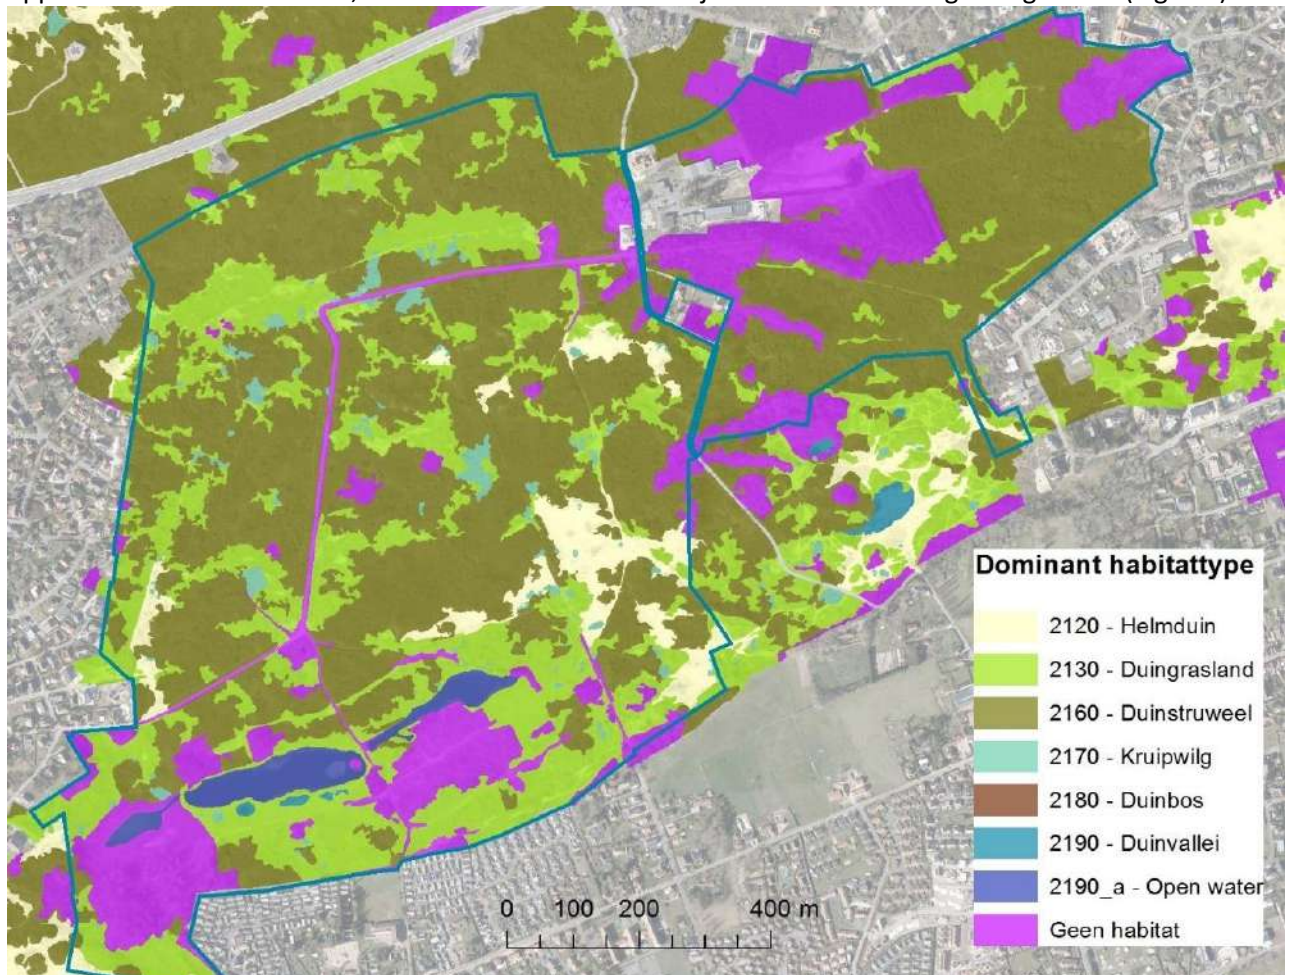 Dominant habitattype
2120 - Helmduin
2130 - Duingrasland
2160 - Duinstruweel
2170 - Kruipwilg
2180 - Duinbos
2190 - Duinvallei
2190_a - Open water
Geen habitat
0 100 200 400 m